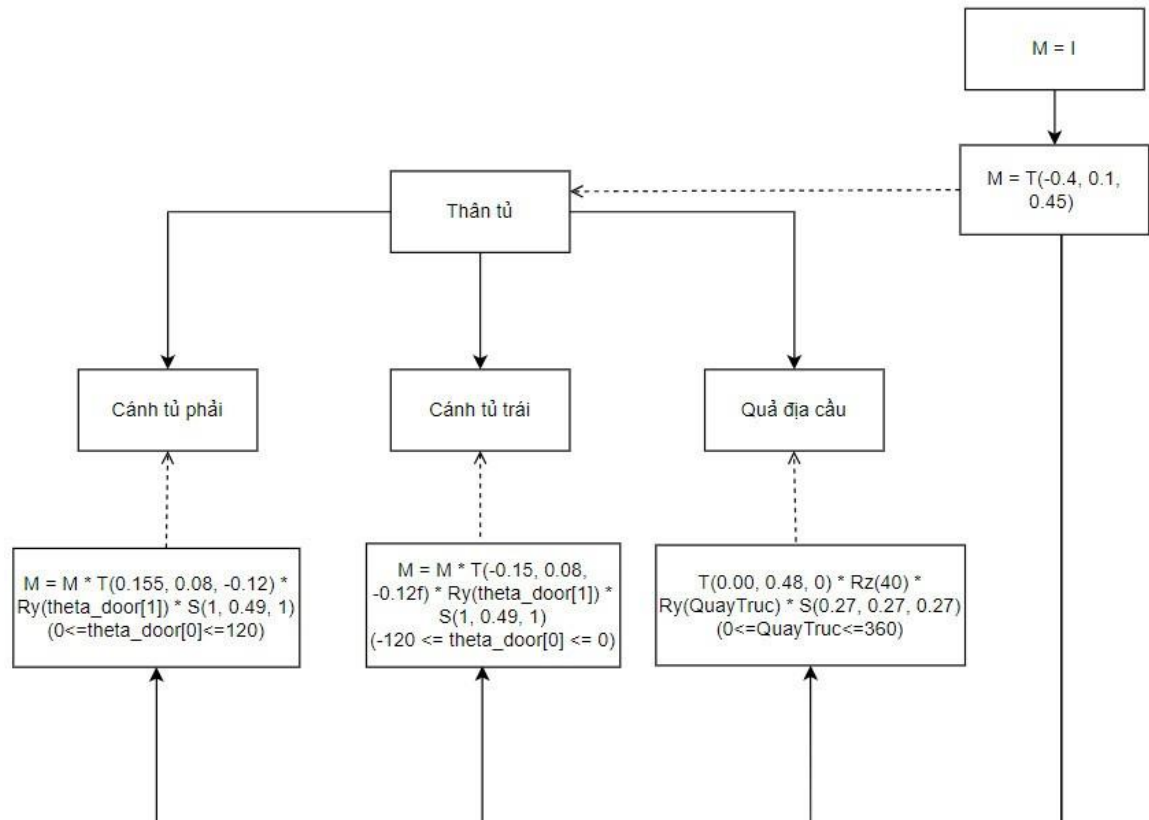 M = I
M = T(-0.4, 0.1,
0.45)
Thân tủ
Cánh tủ phải
Cánh tủ trái
Quả địa cầu
M = M * T(0.155, 0.08, -0.12) *
Ry(theta_door[1]) * S(1, 0.49, 1)
(0<=theta_door[0]<=120)
M = M * T(-0.15, 0.08,
-0.12f) * Ry(theta_door[1]) *
S(1, 0.49, 1)
(-120 <= theta_door[0] <= 0)
T(0.00, 0.48, 0) * Rz(40) *
Ry(QuayTruc) * S(0.27, 0.27, 0.27)
(0<=QuayTruc<=360)